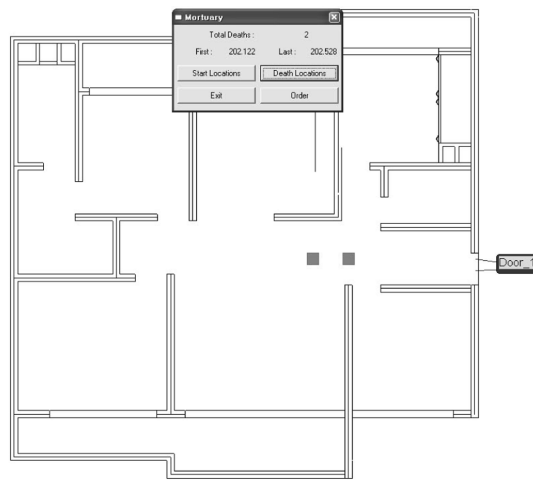 Mortuary
Total Deaths : 2
First : 202.122 Last : 202.528
Start Locations Death Locations
Exit Order
Door_1